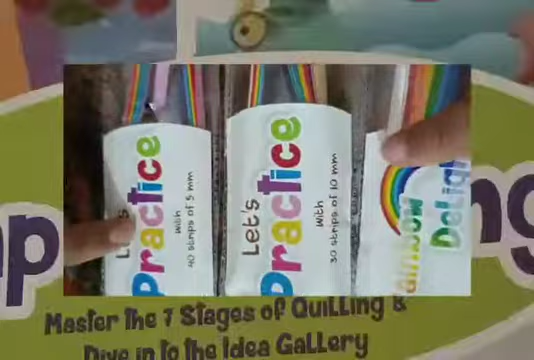 Let's
Practice
with
40 strips of 5 mm
Let's
Practice
with
30 strips of 10 mm
Rainbow
Master The 7 Stages of Quilling &
Dive in to the Idea Gallery